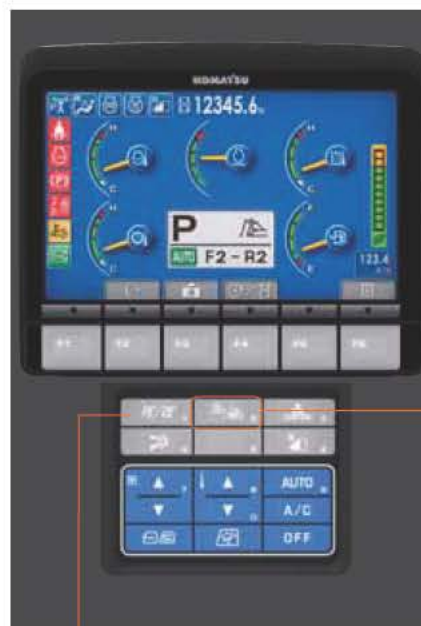 KOMATSU
12345.6
H H
C C
P
AUTO F2-R2
H F
C E
123.4
F1 F2 F3 F4 F5 F6
AUTO
A/C
OFF